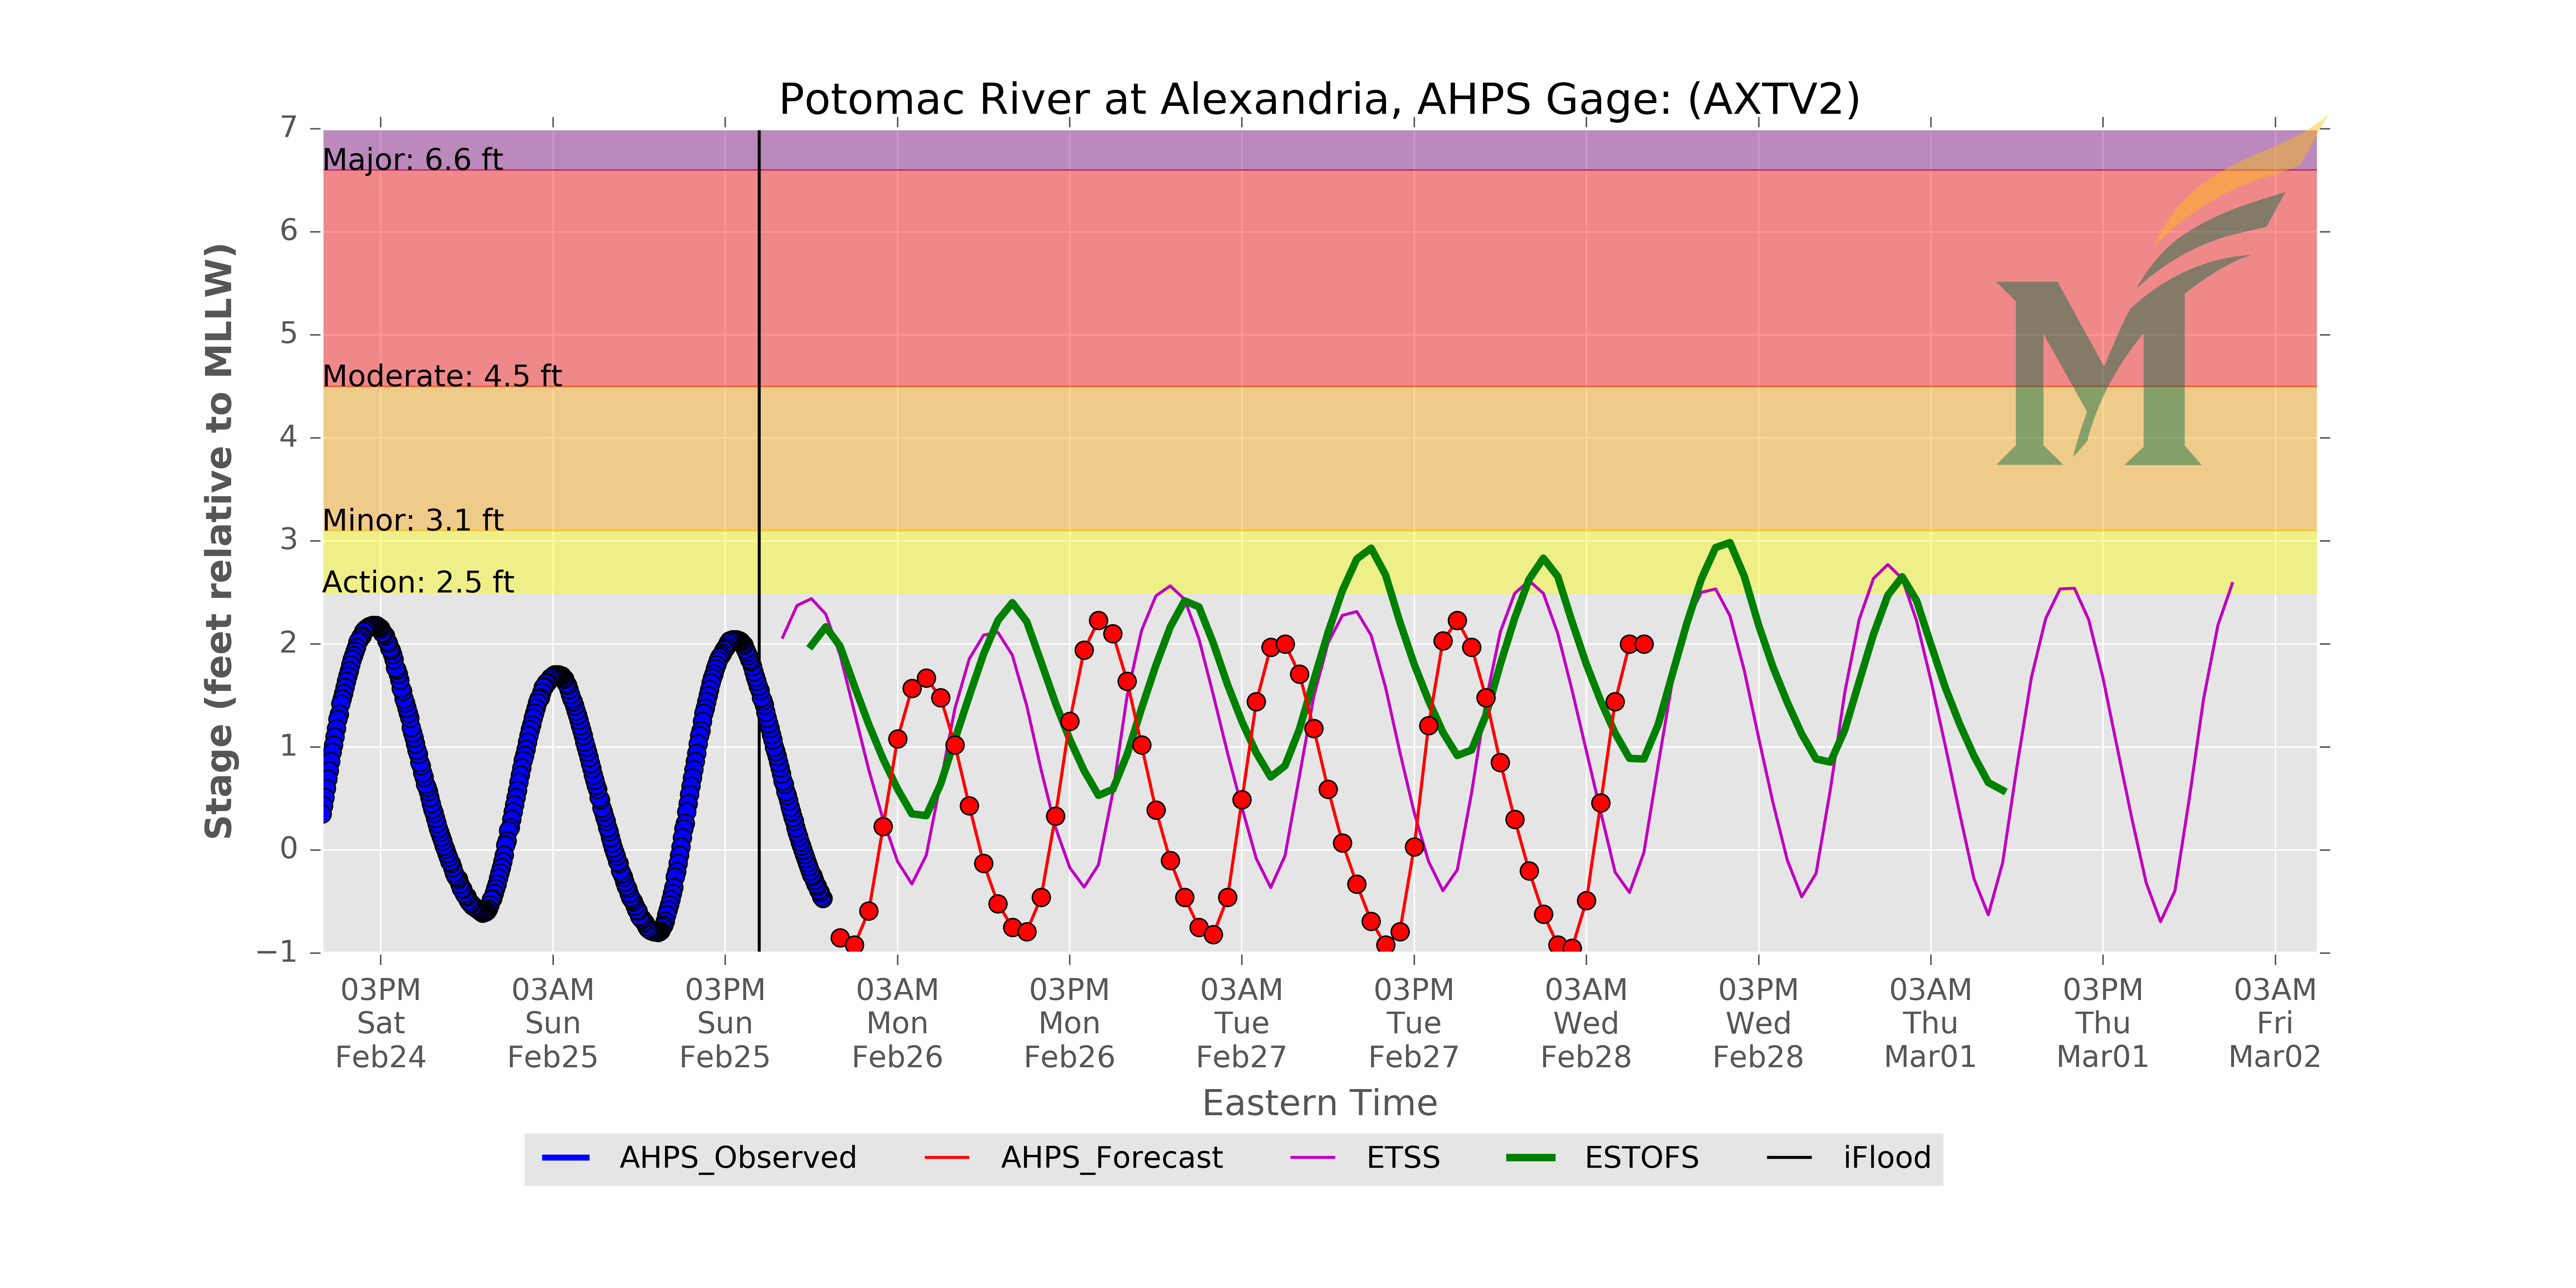 Potomac River at Alexandria, AHPS Gage: (AXTV2)
Stage (feet relative to MLLW)
7
6
5
4
3
2
1
0
−1
Major: 6.6 ft
Moderate: 4.5 ft
Minor: 3.1 ft
Action: 2.5 ft
03PM Sat Feb24
03AM Sun Feb25
03PM Sun Feb25
03AM Mon Feb26
03PM Mon Feb26
03AM Tue Feb27
03PM Tue Feb27
03AM Wed Feb28
03PM Wed Feb28
03AM Thu Mar01
03PM Thu Mar01
03AM Fri Mar02
Eastern Time
AHPS_Observed AHPS_Forecast ETSS ESTOFS iFlood